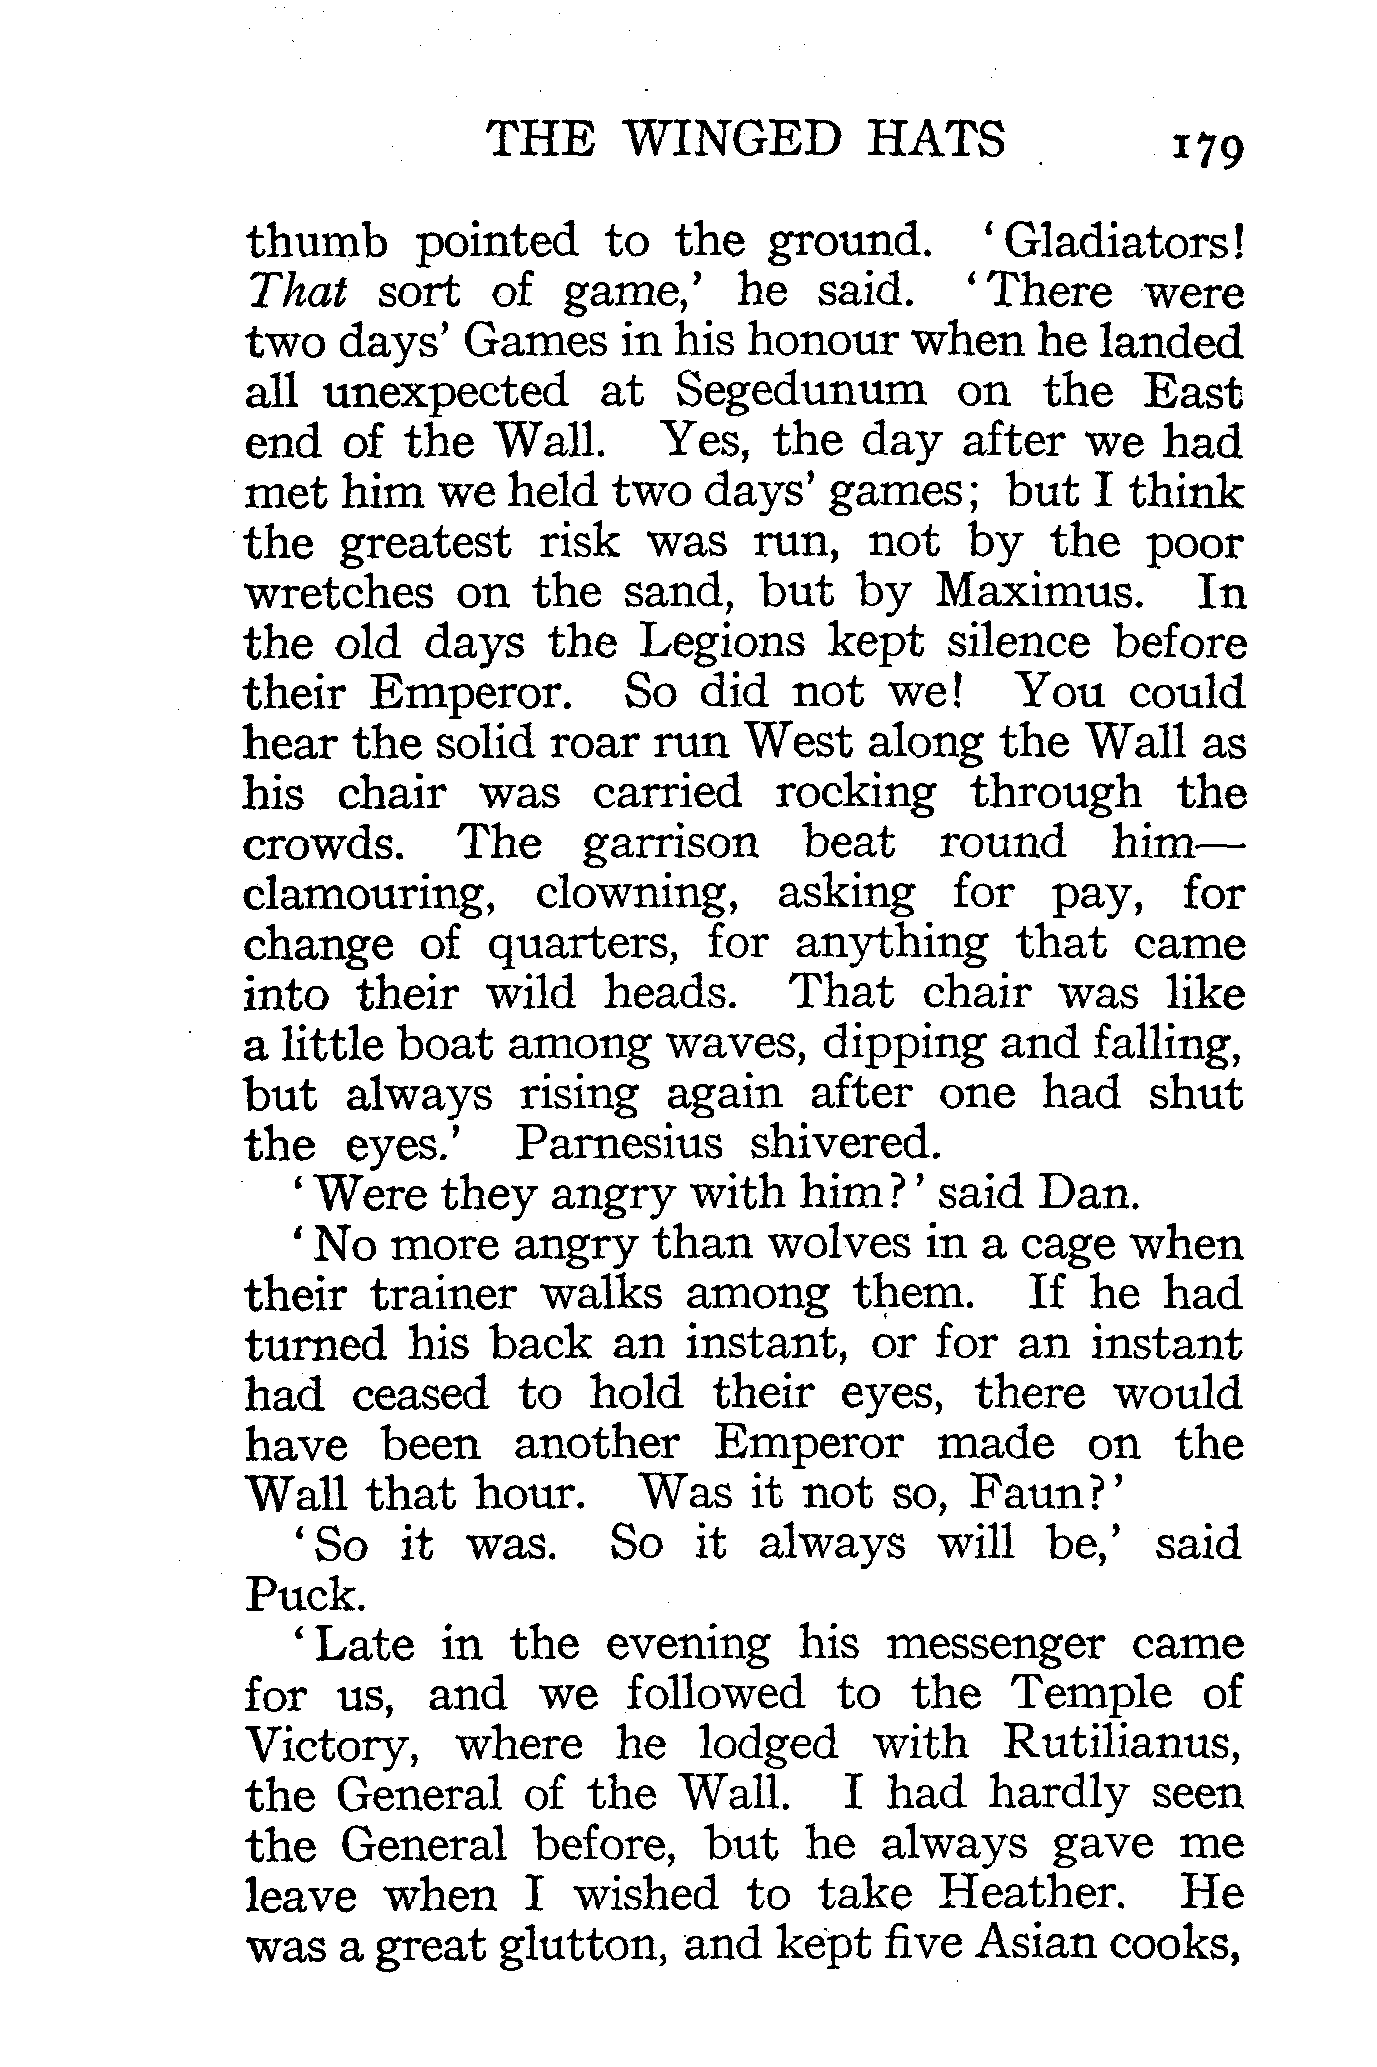 THE WINGED HATS 179
thumb pointed to the ground. ‘Gladiators!
That sort of game,’ he said. ‘There were
two days’ Games in his honour when he landed
all unexpected at Segedunum on the East
end of the Wall. Yes, the day after we had
met him we held two days’ games; but I think
the greatest risk was run, not by the poor
wretches on the sand, but by Maximus. In
the old days the Legions kept silence before
their Emperor. So did not we! You could
hear the solid roar run West along the Wall as
his chair was carried rocking through the
crowds. The garrison beat round him—
clamouring, clowning, asking for pay, for
change of quarters, for anything that came
into their wild heads. That chair was like
a little boat among waves, dipping and falling,
but always rising again after one had shut
the eyes.’ Parnesius shivered.
‘Were they angry with him?’ said Dan.
‘No more angry than wolves in a cage when
their trainer walks among them. If he had
turned his back an instant, or for an instant
had ceased to hold their eyes, there would
have been another Emperor made on the
Wall that hour. Was it not so, Faun?’
‘So it was. So it always will be,’ said
Puck.
‘Late in the evening his messenger came
for us, and we followed to the Temple of
Victory, where he lodged with Rutilianus,
the General of the Wall. I had hardly seen
the General before, but he always gave me
leave when I wished to take Heather. He
was a great glutton, and kept five Asian cooks,